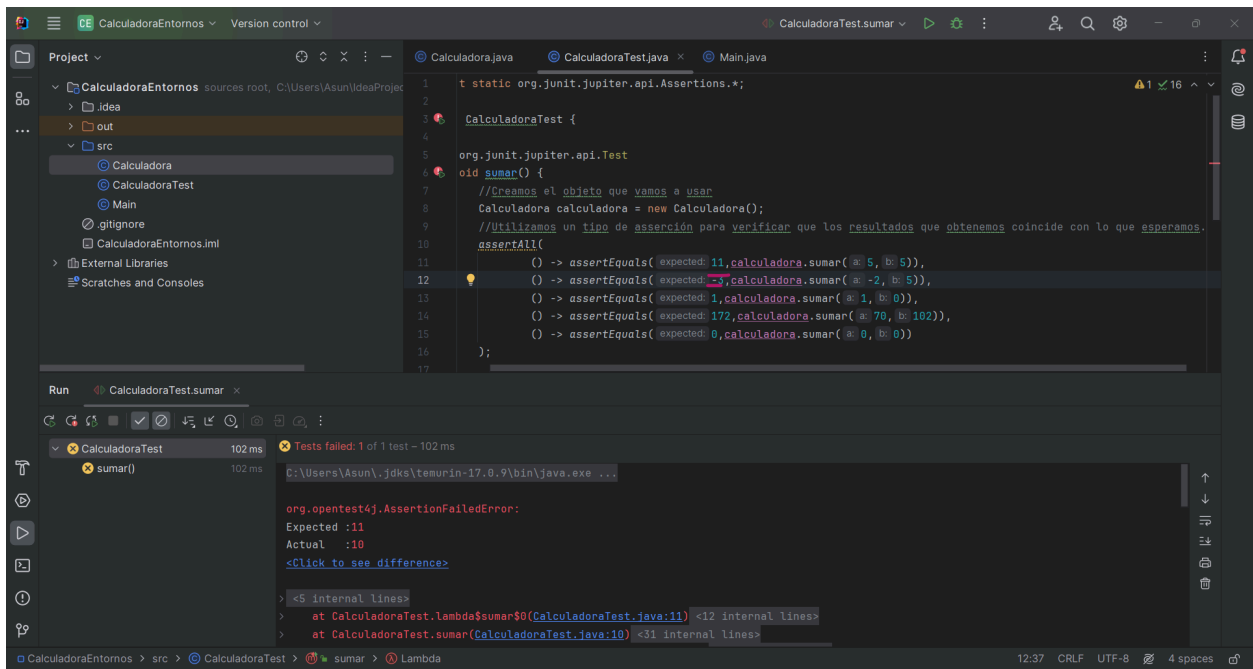 CE CalculadoraEntornos Version control CalculadoraTest.sumar
Project
Calculadora.java CalculadoraTest.java Main.java
CalculadoraEntornos sources root, C:\Users\Asun\IdeaProjec
.idea
out
src
Calculadora
CalculadoraTest
Main
.gitignore
CalculadoraEntornos.iml
External Libraries
Scratches and Consoles
1 t static org.junit.jupiter.api.Assertions.*; 1 16
2
3 CalculadoraTest {
4
5 org.junit.jupiter.api.Test
6 oid sumar() {
7 //Creamos el objeto que vamos a usar
8 Calculadora calculadora = new Calculadora();
9 //Utilizamos un tipo de aserción para verificar que los resultados que obtenemos coincide con lo que esperamos.
10 assertAll(
11 () -> assertEquals( expected: 11,calculadora.sumar( a: 5, b: 5)),
12 () -> assertEquals( expected: -3,calculadora.sumar( a: -2, b: 5)),
13 () -> assertEquals( expected: 1,calculadora.sumar( a: 1, b: 0)),
14 () -> assertEquals( expected: 172,calculadora.sumar( a: 70, b: 102)),
15 () -> assertEquals( expected: 0,calculadora.sumar( a: 0, b: 0))
16 );
17
Run CalculadoraTest.sumar
CalculadoraTest 102 ms
sumar() 102 ms
Tests failed: 1 of 1 test – 102 ms
C:\Users\Asun\.jdks\temurin-17.0.9\bin\java.exe ...
org.opentest4j.AssertionFailedError:
Expected :11
Actual :10
<Click to see difference>
<5 internal lines>
at CalculadoraTest.lambda$sumar$0(CalculadoraTest.java:11) <12 internal lines>
at CalculadoraTest.sumar(CalculadoraTest.java:10) <31 internal lines>
CalculadoraEntornos > src > CalculadoraTest > sumar > Lambda 12:37 CRLF UTF-8 4 spaces